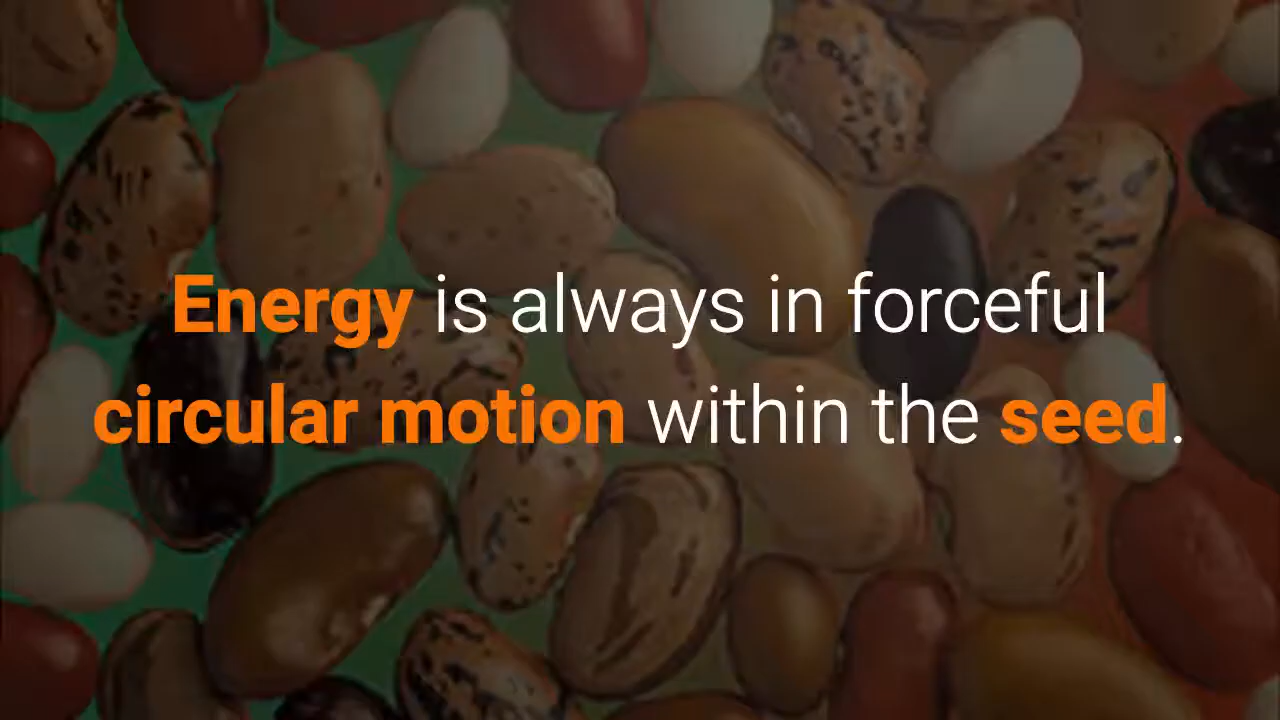 Energy is always in forceful
circular motion within the seed.